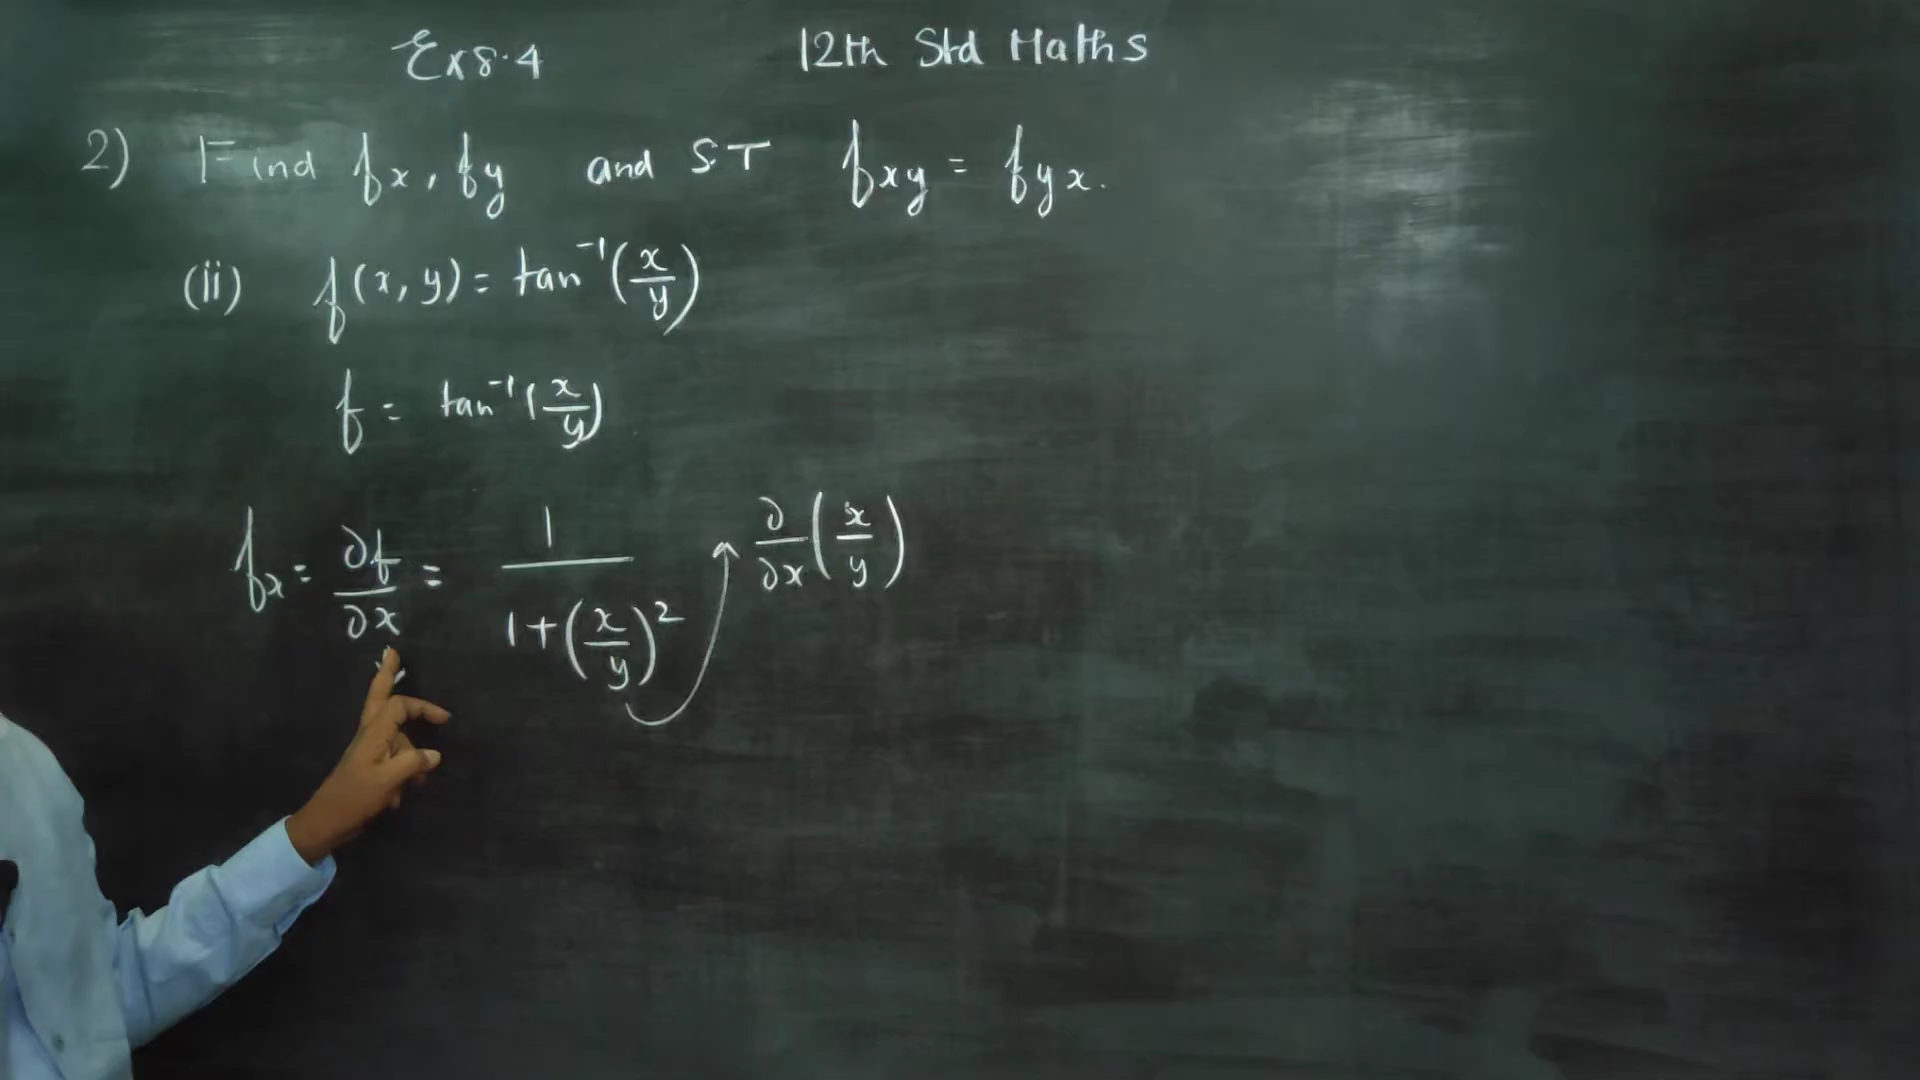 Ex 8.4 12th Std Maths
2) Find fx, fy and S.T fxy = fyx.
(ii) f(x, y) = tan⁻¹(x/y)
f = tan⁻¹(x/y)
fx = ∂f/∂x = 1/(1+(x/y)²) ∂/∂x (x/y)